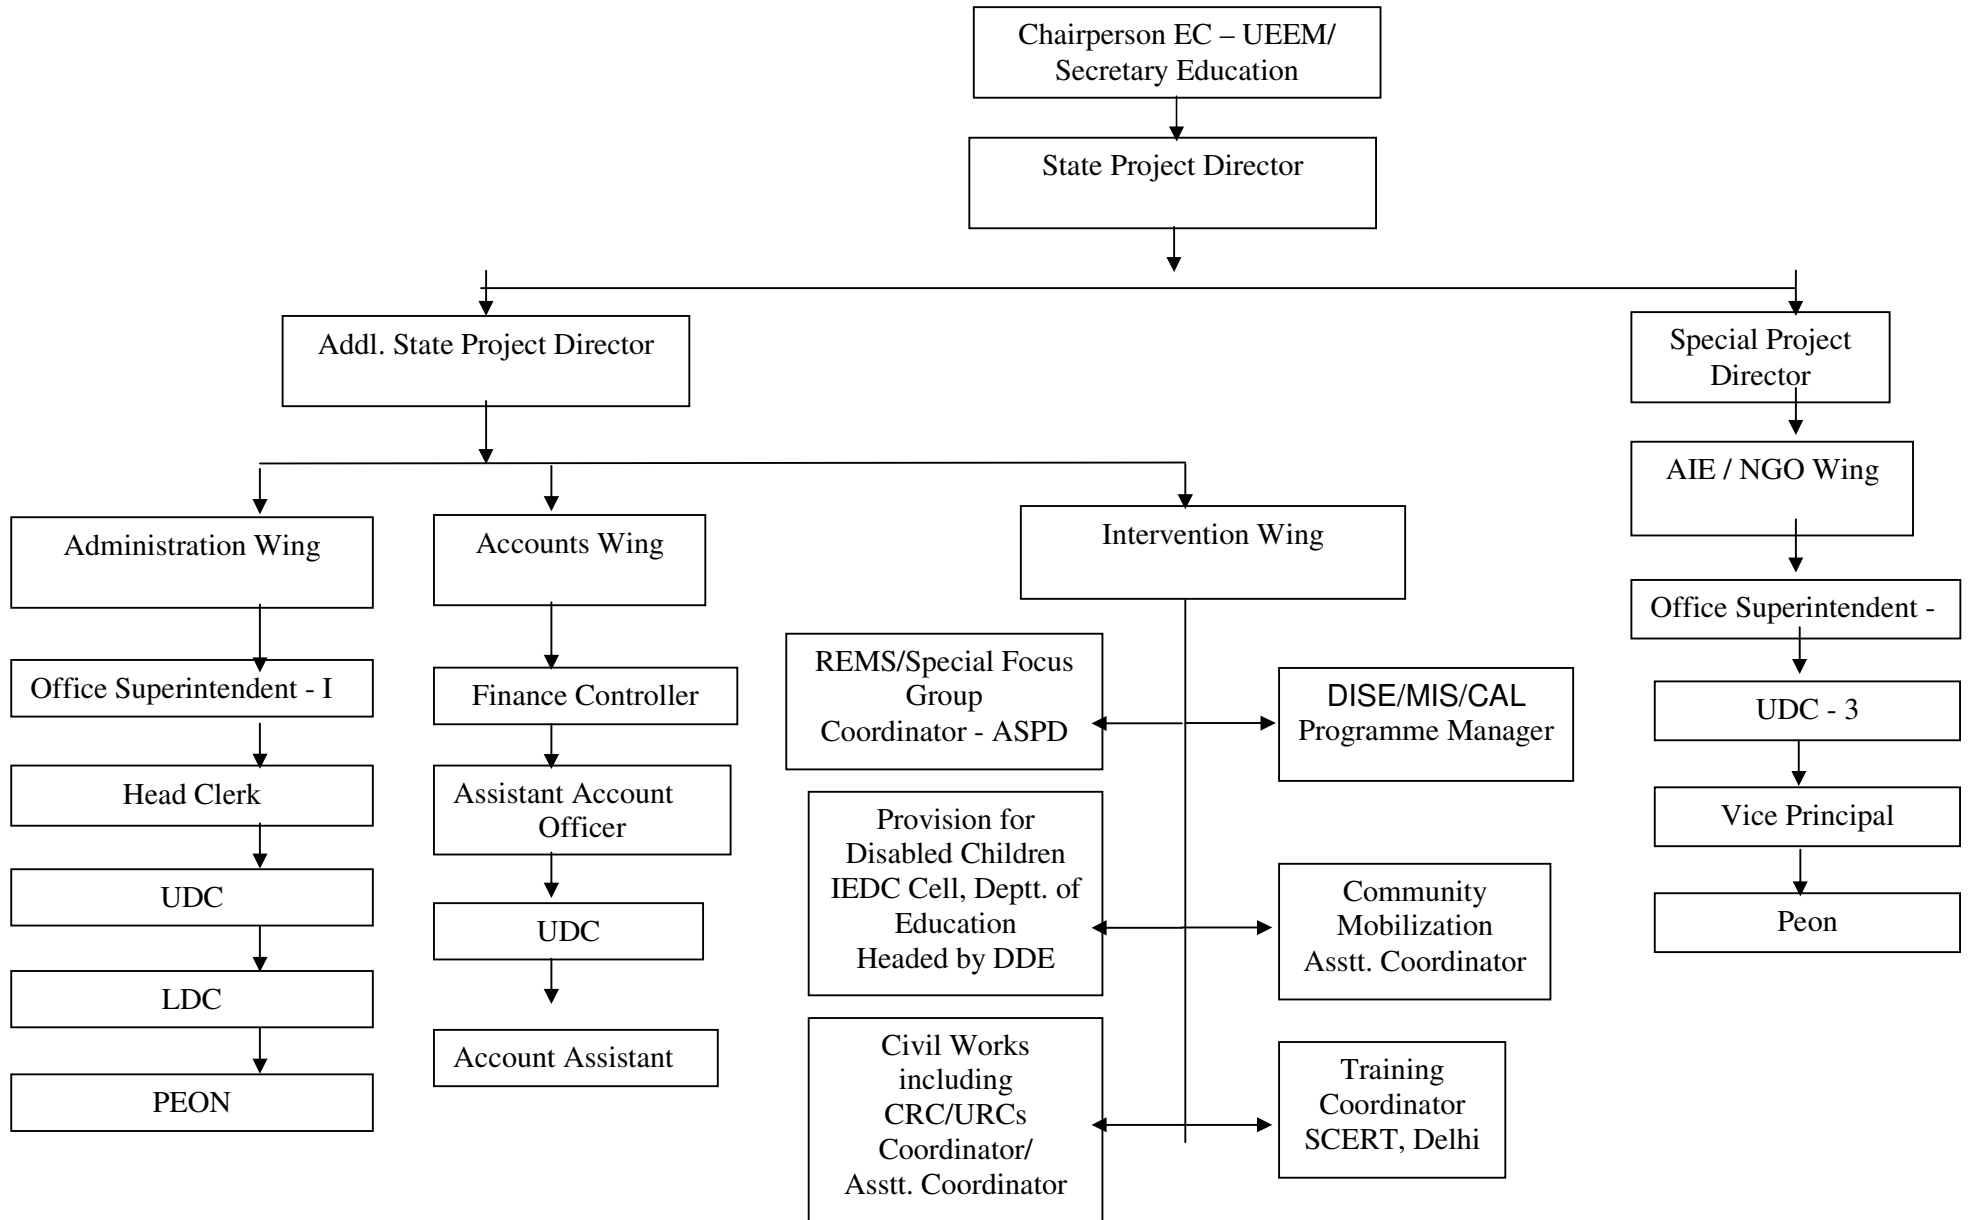 Chairperson EC – UEEM/
Secretary Education
State Project Director
Addl. State Project Director
Special Project
Director
AIE / NGO Wing
Administration Wing
Accounts Wing
Intervention Wing
Office Superintendent - I
Head Clerk
UDC
LDC
PEON
Finance Controller
Assistant Account
Officer
UDC
Account Assistant
REMS/Special Focus
Group
Coordinator - ASPD
DISE/MIS/CAL
Programme Manager
Provision for
Disabled Children
IEDC Cell, Deptt. of
Education
Headed by DDE
Community
Mobilization
Asstt. Coordinator
Civil Works
including
CRC/URCs
Coordinator/
Asstt. Coordinator
Training
Coordinator
SCERT, Delhi
Office Superintendent -
UDC - 3
Vice Principal
Peon